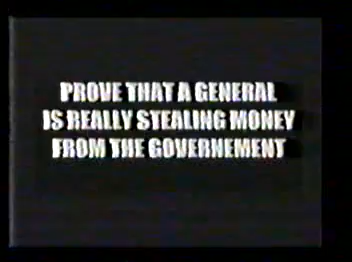 PROVE THAT A GENERAL
IS REALLY STEALING MONEY
FROM THE GOVERNEMENT